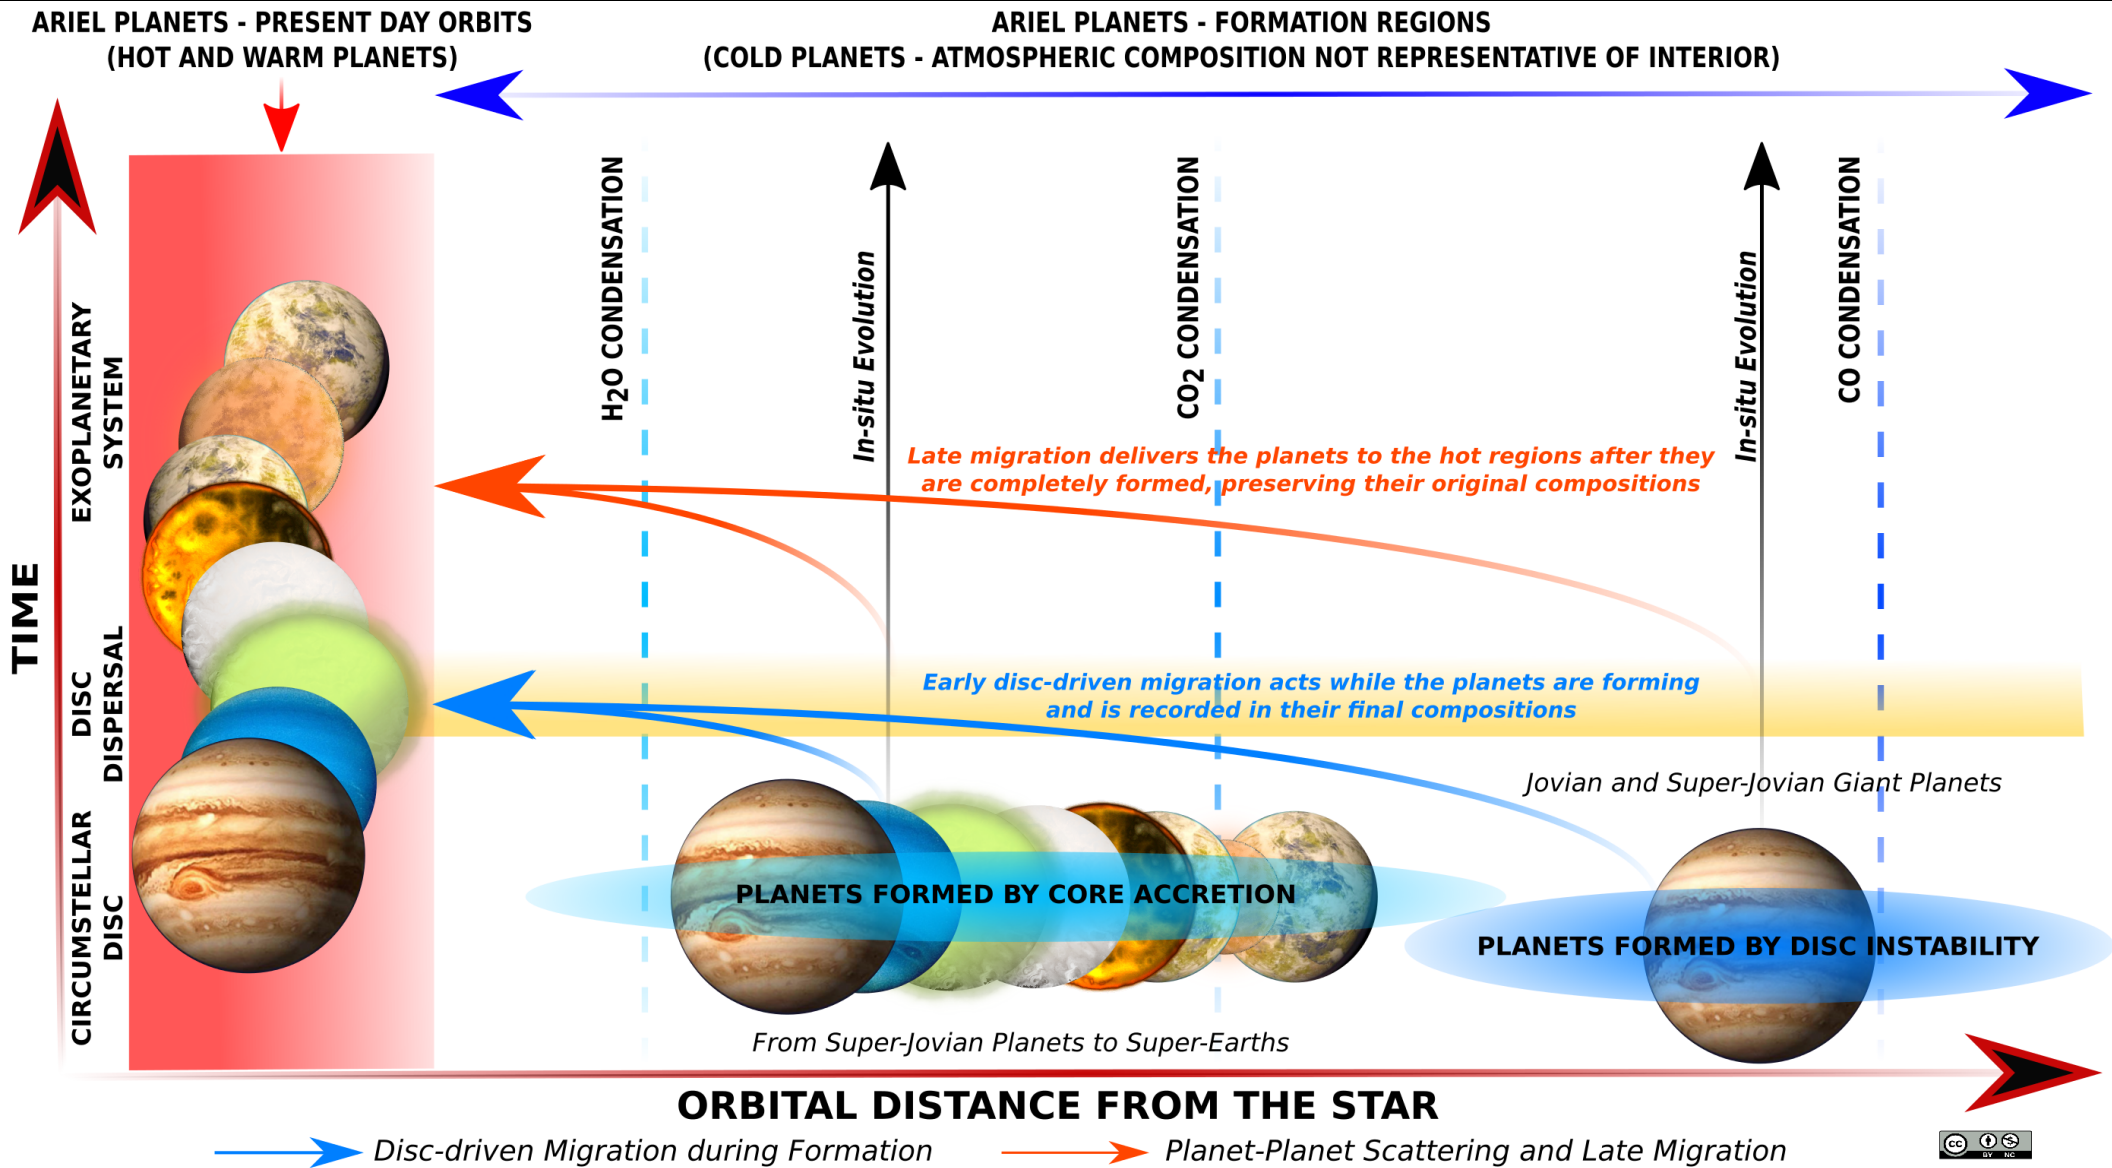 ARIEL PLANETS - PRESENT DAY ORBITS
(HOT AND WARM PLANETS)
ARIEL PLANETS - FORMATION REGIONS
(COLD PLANETS - ATMOSPHERIC COMPOSITION NOT REPRESENTATIVE OF INTERIOR)
TIME
EXOPLANETARY
SYSTEM
DISC
DISPERSAL
CIRCUMSTELLAR
DISC
H2O CONDENSATION
In-situ Evolution
CO2 CONDENSATION
In-situ Evolution
CO CONDENSATION
Late migration delivers the planets to the hot regions after they
are completely formed, preserving their original compositions
Early disc-driven migration acts while the planets are forming
and is recorded in their final compositions
Jovian and Super-Jovian Giant Planets
PLANETS FORMED BY CORE ACCRETION
PLANETS FORMED BY DISC INSTABILITY
From Super-Jovian Planets to Super-Earths
ORBITAL DISTANCE FROM THE STAR
Disc-driven Migration during Formation
Planet-Planet Scattering and Late Migration
cc
BY NC